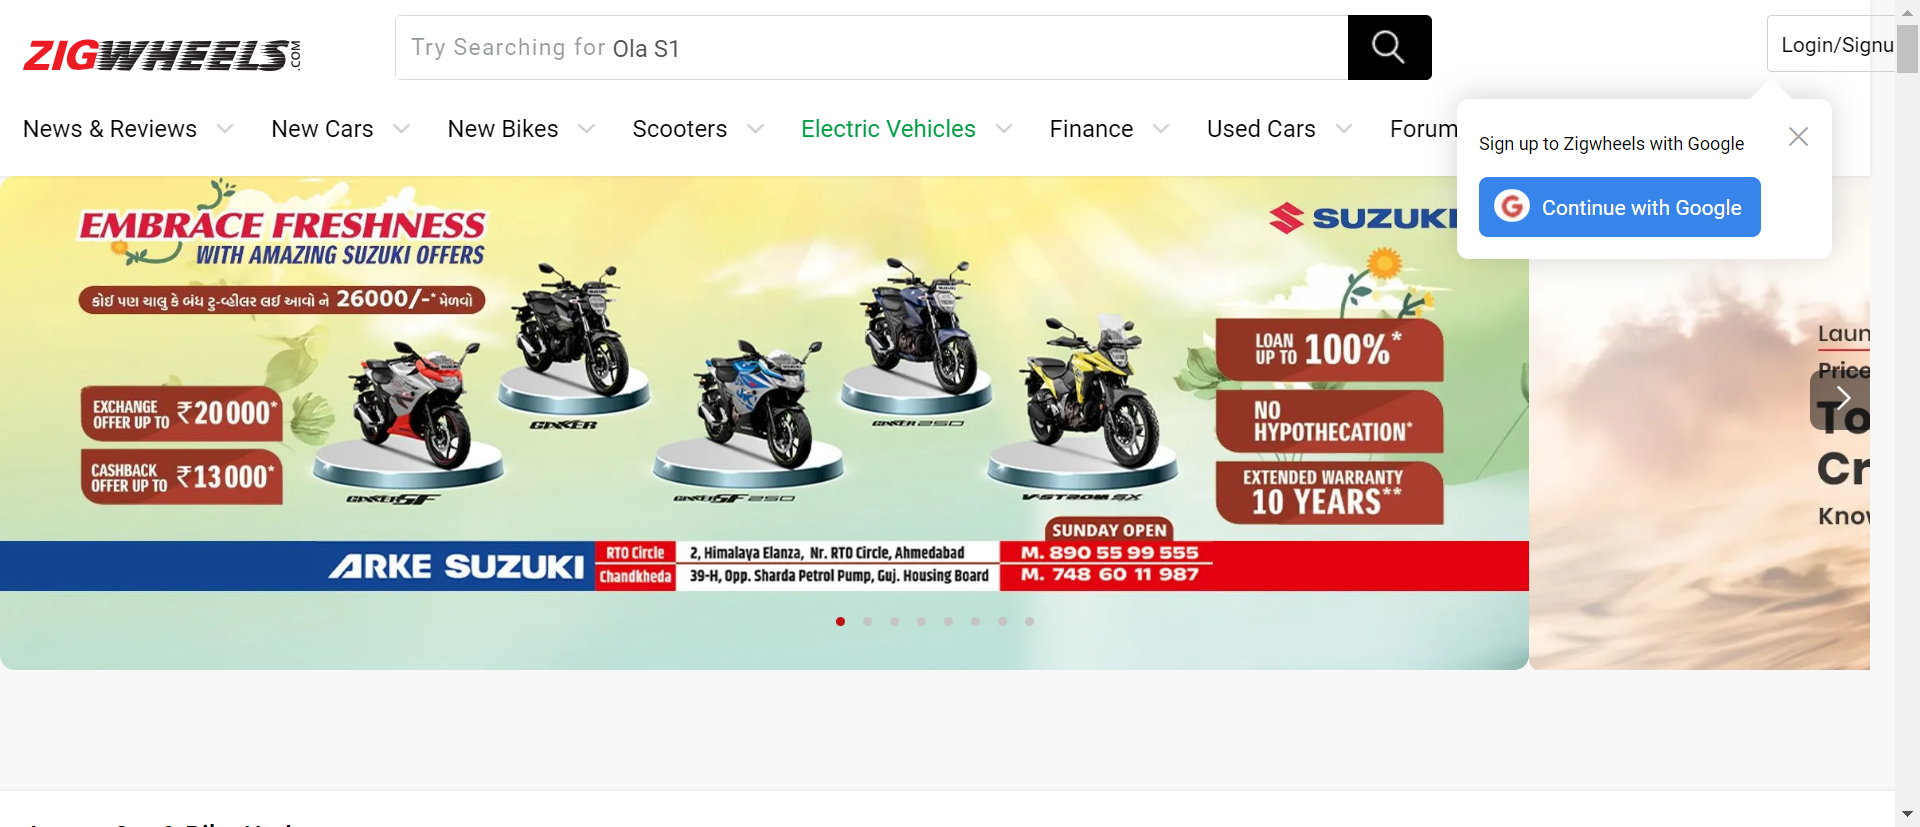 ZIGWHEELS.COM
Try Searching for Ola S1
Login/Signu
News & Reviews
New Cars
New Bikes
Scooters
Electric Vehicles
Finance
Used Cars
Forum
Sign up to Zigwheels with Google
Continue with Google
EMBRACE FRESHNESS
WITH AMAZING SUZUKI OFFERS
SUZUKI
કોઈ પણ ચાલુ કે બંધ ટુ-વ્હીલર લઈ આવો ને 26000/-* મેળવો
EXCHANGE
OFFER UP TO ₹20 000*
CASHBACK
OFFER UP TO ₹13 000*
GIXXER
GIXXER 250
GIXXER SF
GIXXER SF 250
V-STROM SX
LOAN
UP TO 100%*
NO
HYPOTHECATION*
EXTENDED WARRANTY
10 YEARS**
SUNDAY OPEN
ARKE SUZUKI
RTO Circle
2, Himalaya Elanza, Nr. RTO Circle, Ahmedabad
M. 890 55 99 555
Chandkheda
39-H, Opp. Sharda Petrol Pump, Guj. Housing Board
M. 748 60 11 987
Laun
Price
To
Cr
Know